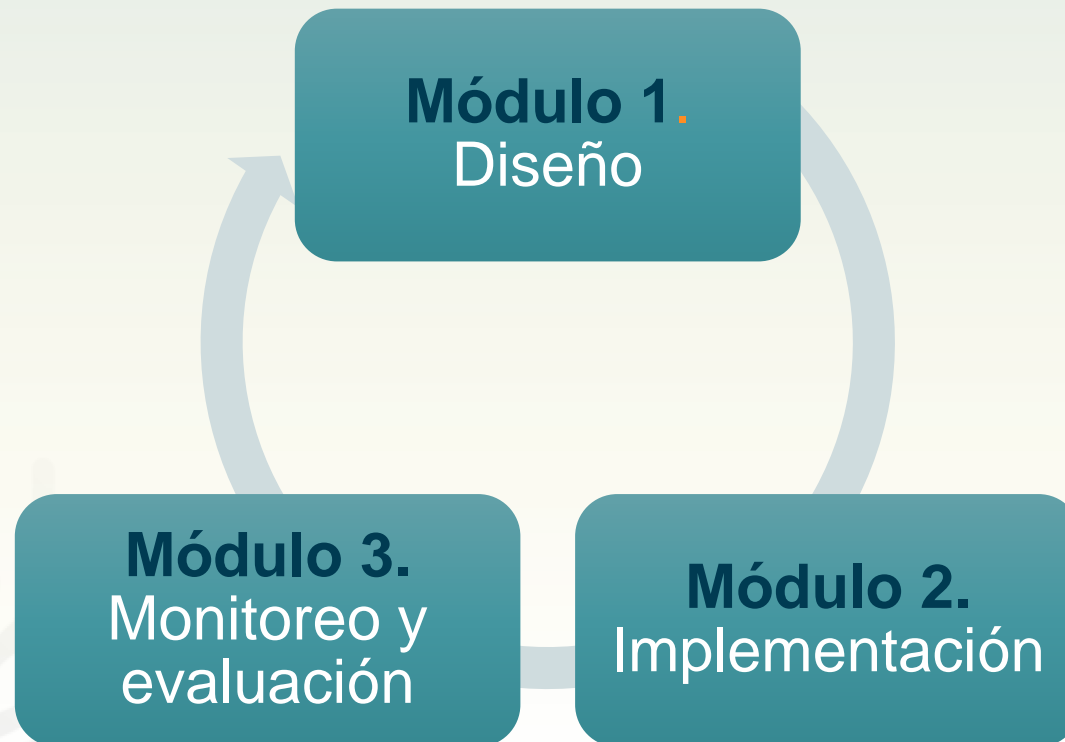 Módulo 1.
Diseño
Módulo 2.
Implementación
Módulo 3.
Monitoreo y
evaluación